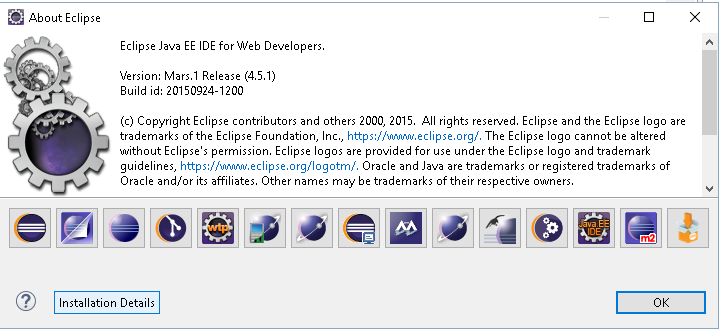 About Eclipse
Eclipse Java EE IDE for Web Developers.
Version: Mars.1 Release (4.5.1)
Build id: 20150924-1200
(c) Copyright Eclipse contributors and others 2000, 2015.  All rights reserved. Eclipse and the Eclipse logo are
trademarks of the Eclipse Foundation, Inc., https://www.eclipse.org/. The Eclipse logo cannot be altered
without Eclipse's permission. Eclipse logos are provided for use under the Eclipse logo and trademark
guidelines, https://www.eclipse.org/logotm/. Oracle and Java are trademarks or registered trademarks of
Oracle and/or its affiliates. Other names may be trademarks of their respective owners.
wtp
Java EE
IDE
m2
?
Installation Details
OK